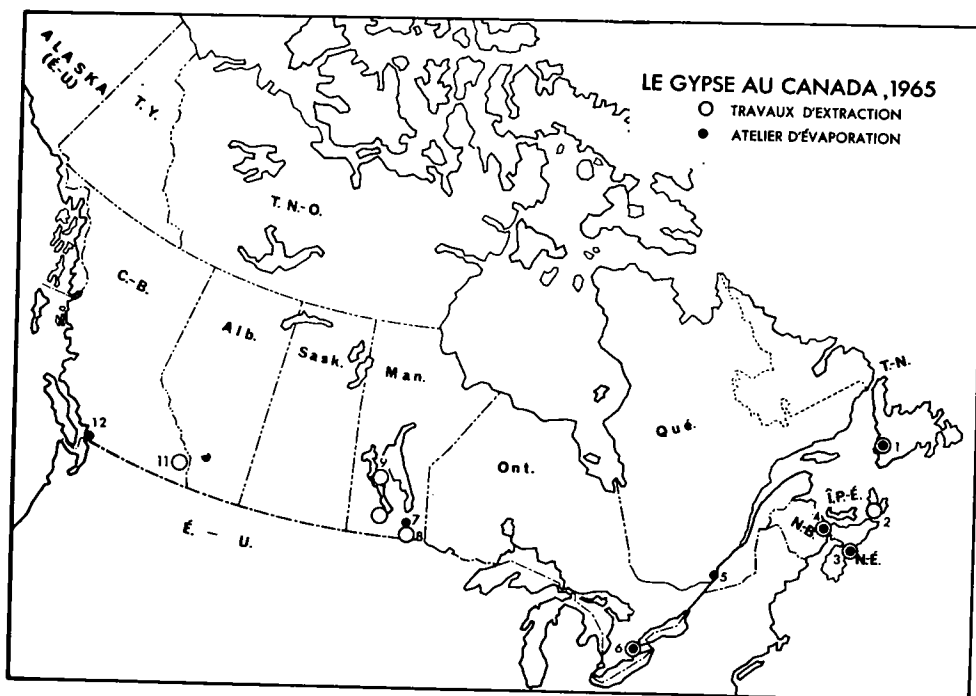 ALASKA
(É-U)
T.Y.
LE GYPSE AU CANADA, 1965
TRAVAUX D'EXTRACTION
ATELIER D'ÉVAPORATION
T.N.-O.
C.-B.
Alb.
Sask.
Man.
T.-N.
Qué.
12
Ont.
1
11
9
Î.P.-É.
2
7
4
N.-B.
8
É. — U.
3
N.-É.
5
6